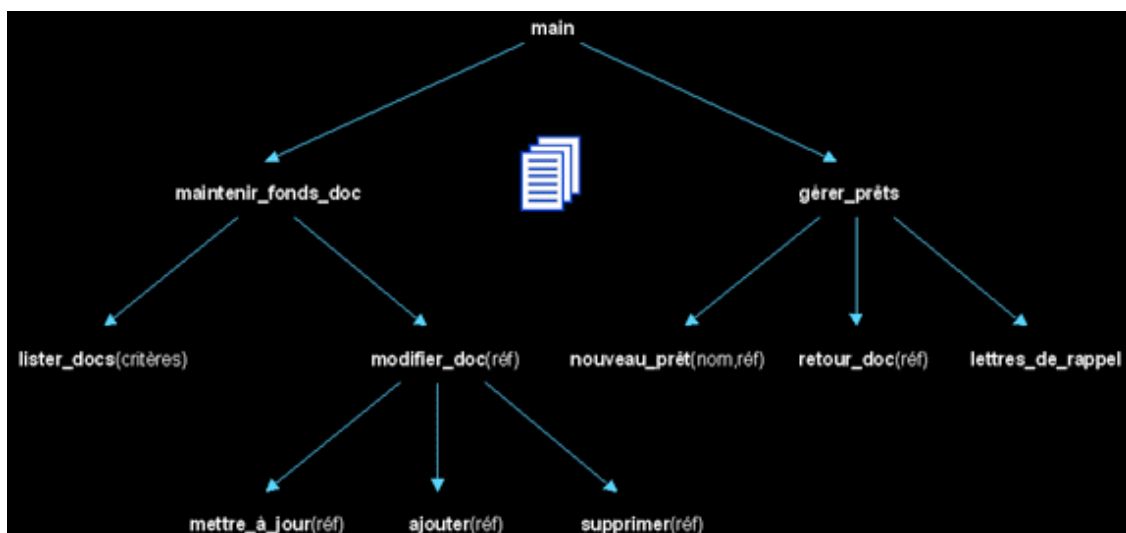 main
maintenir_fonds_doc
gérer_prêts
lister_docs(critères)
modifier_doc(réf)
nouveau_prêt(nom,réf)
retour_doc(réf)
lettres_de_rappel
mettre_à_jour(réf)
ajouter(réf)
supprimer(réf)